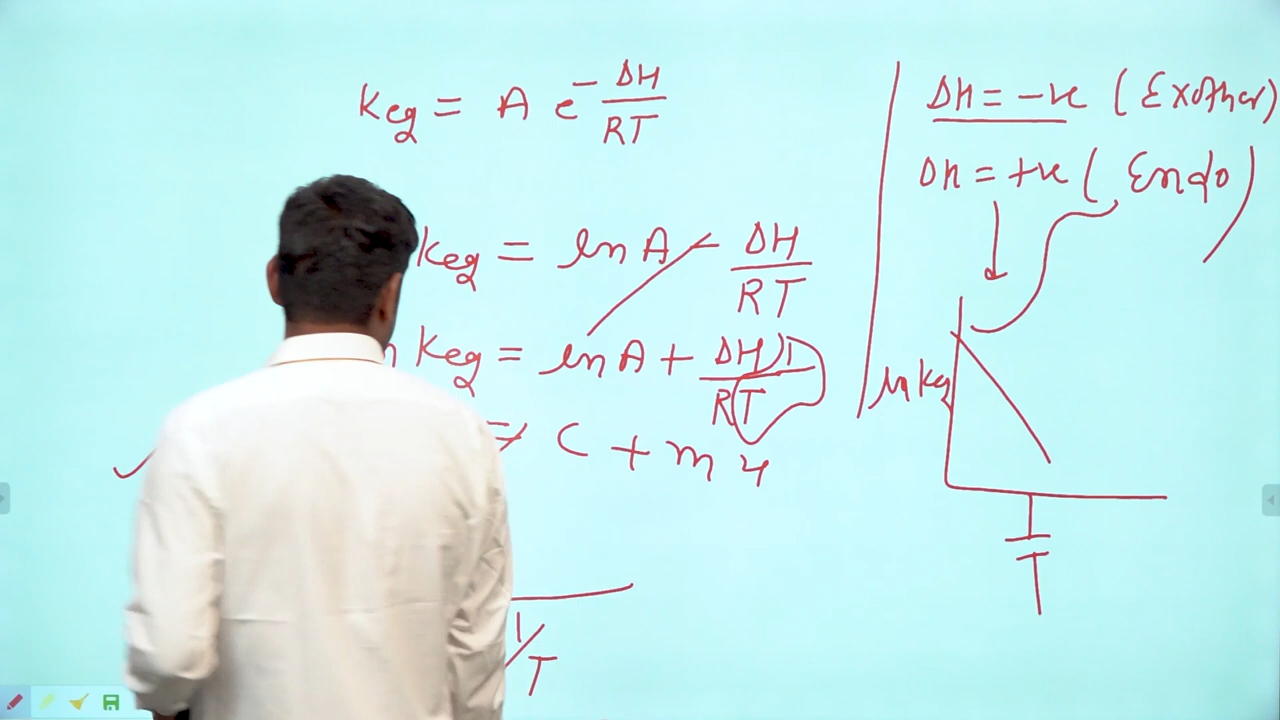 Keq = A e^-ΔH/RT
Keq = ln A - ΔH/RT
n Keq = ln A + ΔH/RT
⇒ C + m
1/T
ΔH = -ve (Exother)
ΔH = +ve (Endo)
ln Keq
1/T